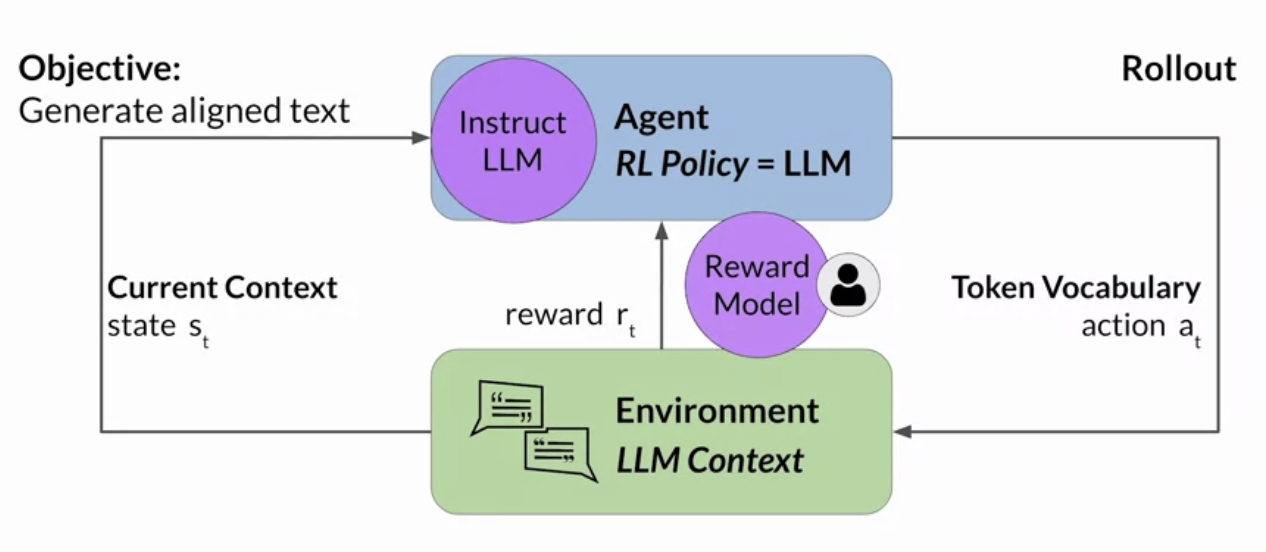 Objective:
Generate aligned text
Rollout
Instruct
LLM
Agent
RL Policy = LLM
Current Context
state s_t
reward r_t
Reward
Model
Token Vocabulary
action a_t
Environment
LLM Context